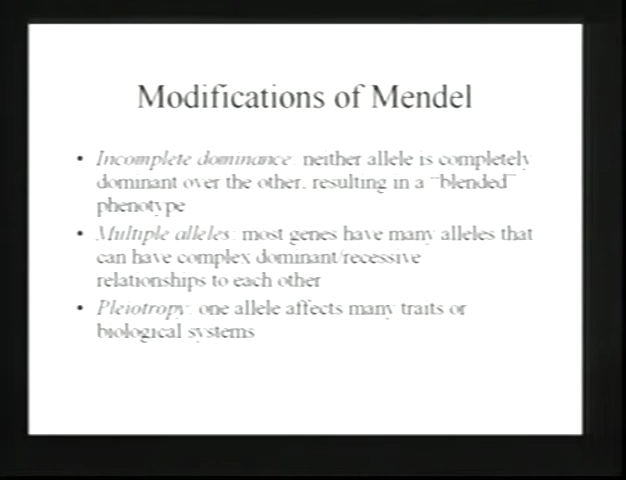 Modifications of Mendel
• Incomplete dominance: neither allele is completely
dominant over the other, resulting in a "blended"
phenotype
• Multiple alleles: most genes have many alleles that
can have complex dominant/recessive
relationships to each other
• Pleiotropy: one allele affects many traits or
biological systems